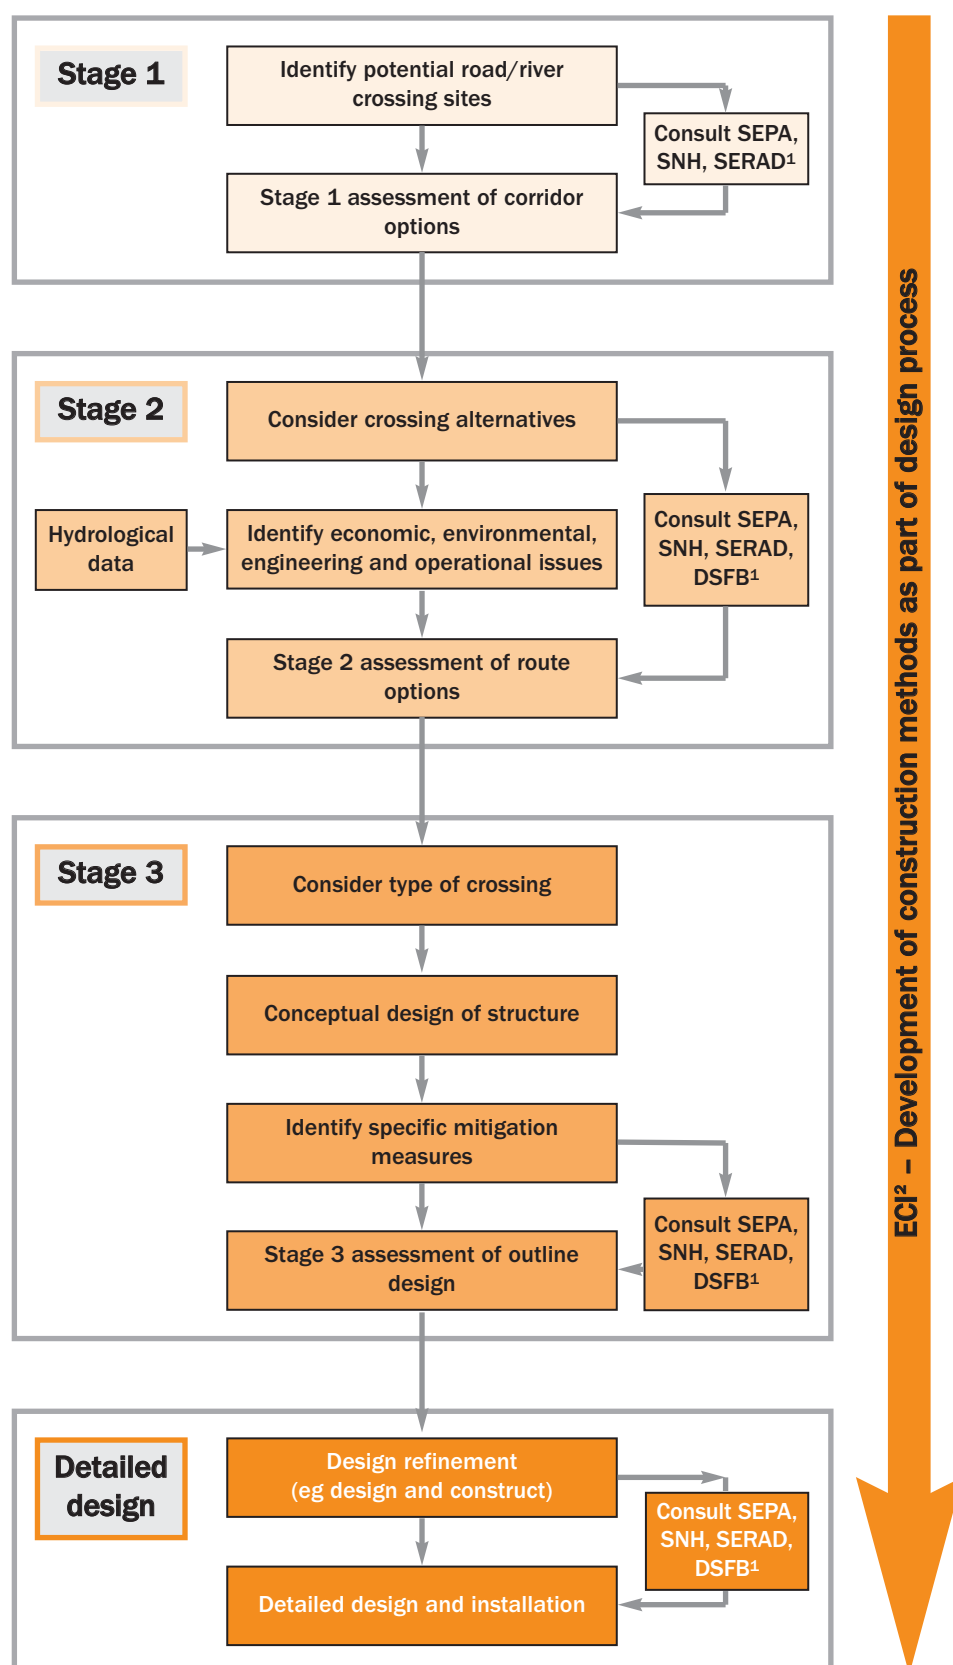 Stage 1
Identify potential road/river
crossing sites
Consult SEPA,
SNH, SERAD¹
Stage 1 assessment of corridor
options
Stage 2
Consider crossing alternatives
Hydrological
data
Identify economic, environmental,
engineering and operational issues
Consult SEPA,
SNH, SERAD,
DSFB¹
Stage 2 assessment of route
options
Stage 3
Consider type of crossing
Conceptual design of structure
Identify specific mitigation
measures
Consult SEPA,
SNH, SERAD,
DSFB¹
Stage 3 assessment of outline
design
Detailed
design
Design refinement
(eg design and construct)
Consult SEPA,
SNH, SERAD,
DSFB¹
Detailed design and installation
ECI² – Development of construction methods as part of design process